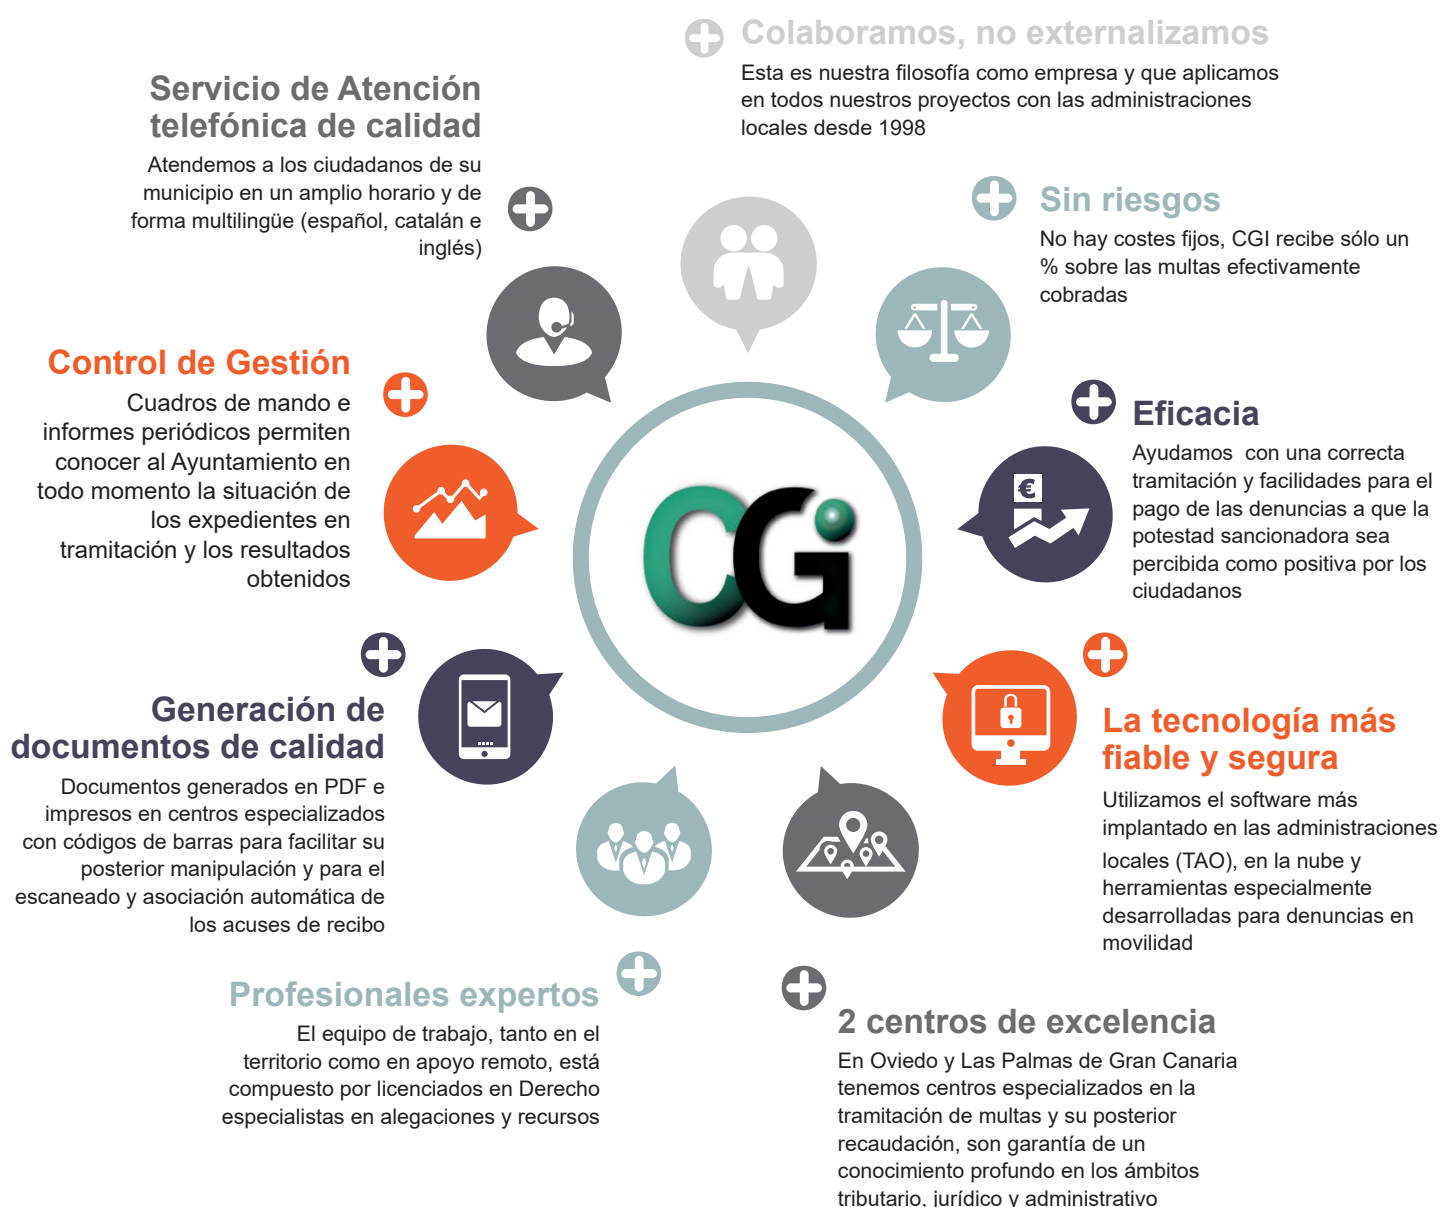 Colaboramos, no externalizamos
Esta es nuestra filosofía como empresa y que aplicamos
en todos nuestros proyectos con las administraciones
locales desde 1998
Servicio de Atención
telefónica de calidad
Atendemos a los ciudadanos de su
municipio en un amplio horario y de
forma multilingüe (español, catalán e
inglés)
Sin riesgos
No hay costes fijos, CGI recibe sólo un
% sobre las multas efectivamente
cobradas
Control de Gestión
Cuadros de mando e
informes periódicos permiten
conocer al Ayuntamiento en
todo momento la situación de
los expedientes en
tramitación y los resultados
obtenidos
Eficacia
Ayudamos  con una correcta
tramitación y facilidades para el
pago de las denuncias a que la
potestad sancionadora sea
percibida como positiva por los
ciudadanos
€
CGi
Generación de
documentos de calidad
Documentos generados en PDF e
impresos en centros especializados
con códigos de barras para facilitar su
posterior manipulación y para el
escaneado y asociación automática de
los acuses de recibo
La tecnología más
fiable y segura
Utilizamos el software más
implantado en las administraciones
locales (TAO), en la nube y
herramientas especialmente
desarrolladas para denuncias en
movilidad
Profesionales expertos
El equipo de trabajo, tanto en el
territorio como en apoyo remoto, está
compuesto por licenciados en Derecho
especialistas en alegaciones y recursos
2 centros de excelencia
En Oviedo y Las Palmas de Gran Canaria
tenemos centros especializados en la
tramitación de multas y su posterior
recaudación, son garantía de un
conocimiento profundo en los ámbitos
tributario, jurídico y administrativo